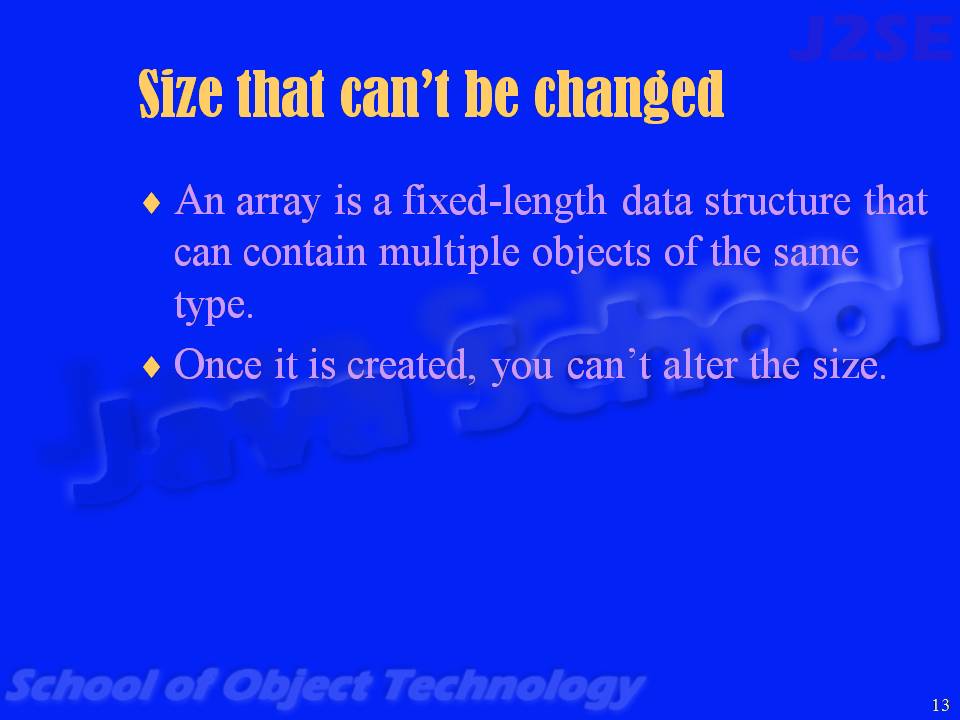 J2SE
Size that can’t be changed
♦ An array is a fixed-length data structure that
can contain multiple objects of the same
type.
♦ Once it is created, you can’t alter the size.
Java School
School of Object Technology
13